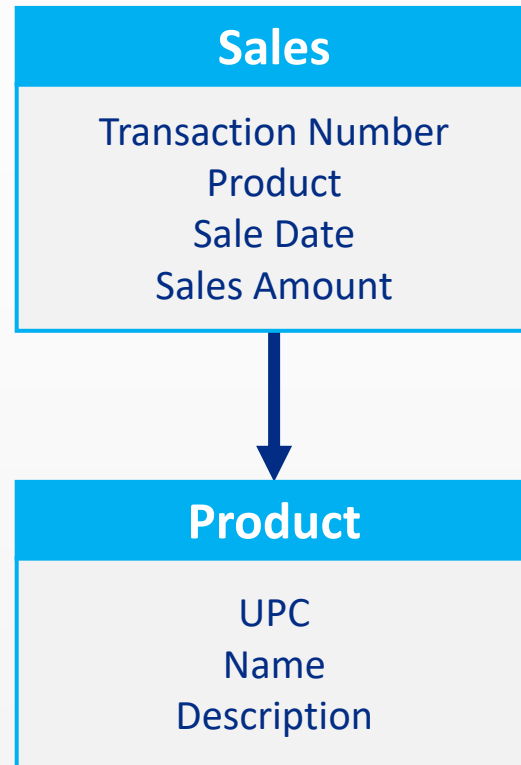 Sales
Transaction Number
Product
Sale Date
Sales Amount
Product
UPC
Name
Description